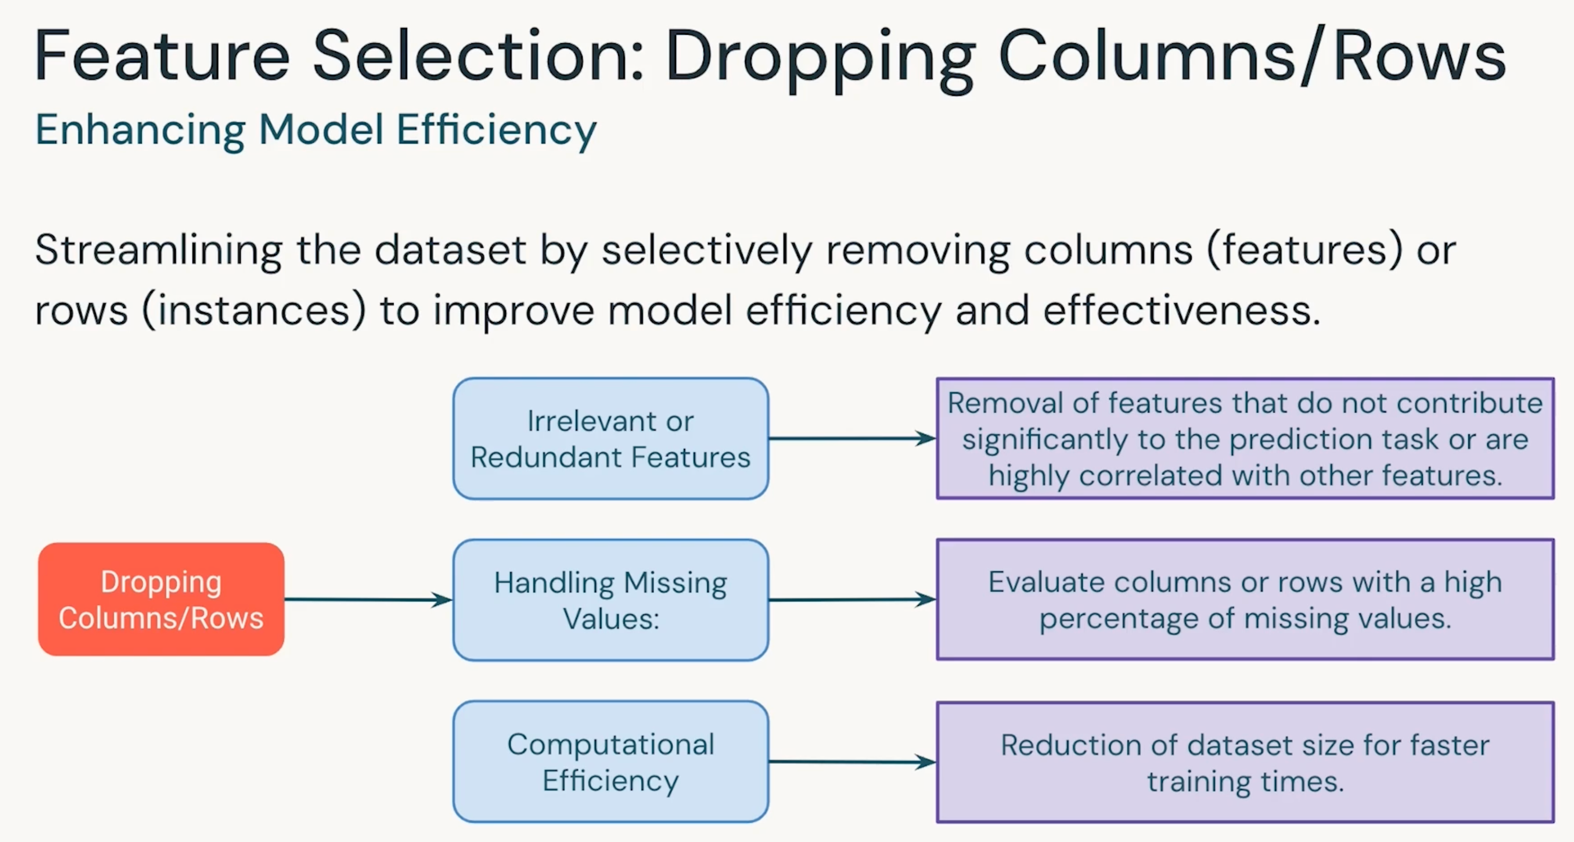 Feature Selection: Dropping Columns/Rows
Enhancing Model Efficiency
Streamlining the dataset by selectively removing columns (features) or
rows (instances) to improve model efficiency and effectiveness.
Dropping
Columns/Rows
Irrelevant or
Redundant Features
Removal of features that do not contribute
significantly to the prediction task or are
highly correlated with other features.
Handling Missing
Values:
Evaluate columns or rows with a high
percentage of missing values.
Computational
Efficiency
Reduction of dataset size for faster
training times.